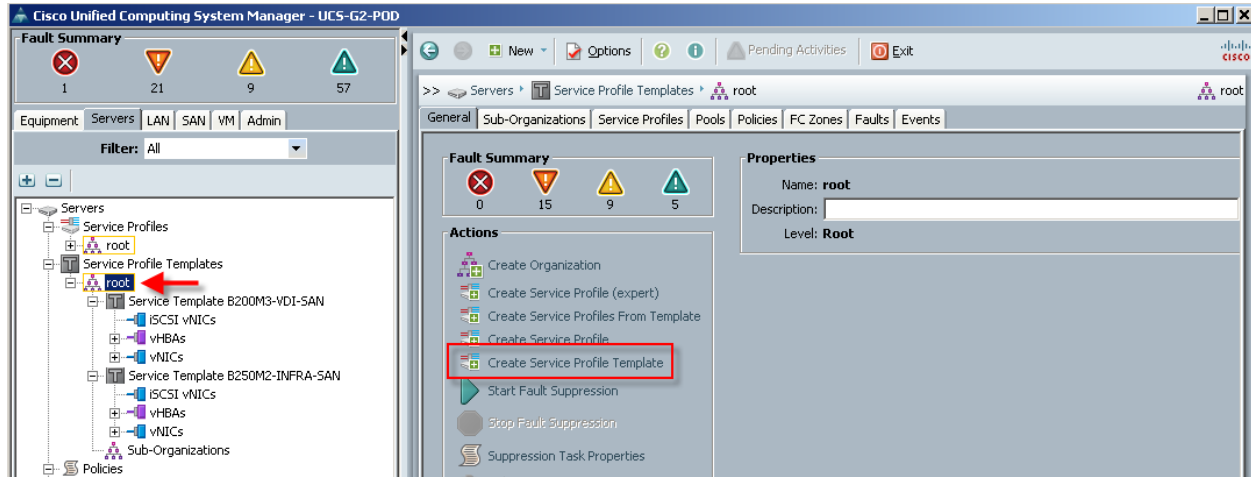 Cisco Unified Computing System Manager - UCS-G2-POD
Fault Summary
1 21 9 57
Equipment Servers LAN SAN VM Admin
Filter: All
Servers
Service Profiles
root
Service Profile Templates
root
Service Template B200M3-VDI-SAN
iSCSI vNICs
vHBAs
vNICs
Service Template B250M2-INFRA-SAN
iSCSI vNICs
vHBAs
vNICs
Sub-Organizations
Policies
New Options Pending Activities Exit
CISCO
>> Servers Service Profile Templates root root
General Sub-Organizations Service Profiles Pools Policies FC Zones Faults Events
Fault Summary
0 15 9 5
Actions
Create Organization
Create Service Profile (expert)
Create Service Profiles From Template
Create Service Profile
Create Service Profile Template
Start Fault Suppression
Stop Fault Suppression
Suppression Task Properties
Properties
Name: root
Description:
Level: Root